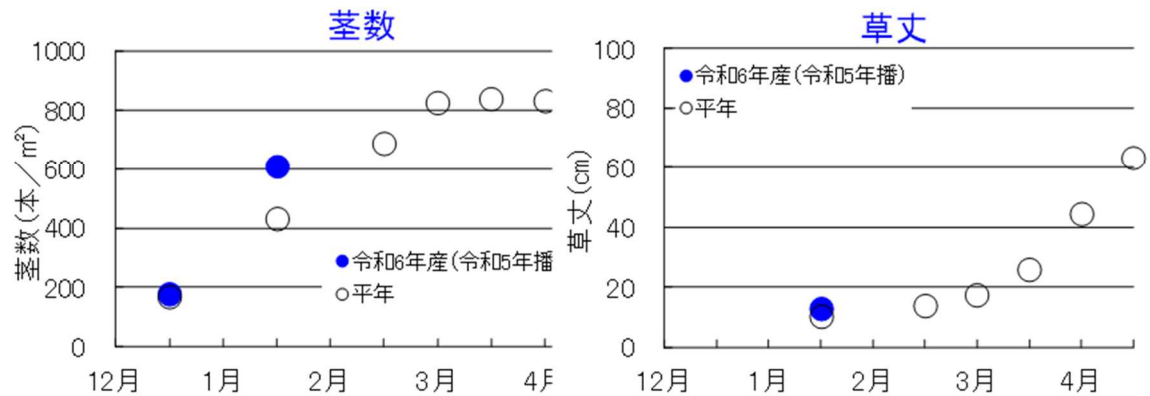 茎数
1000
800
600
400
200
0
茎数(本／m²)
●令和6年産(令和5年播
○平年
12月 1月 2月 3月 4月
草丈
100
80
60
40
20
0
草丈(cm)
●令和6年産(令和5年播)
○平年
12月 1月 2月 3月 4月